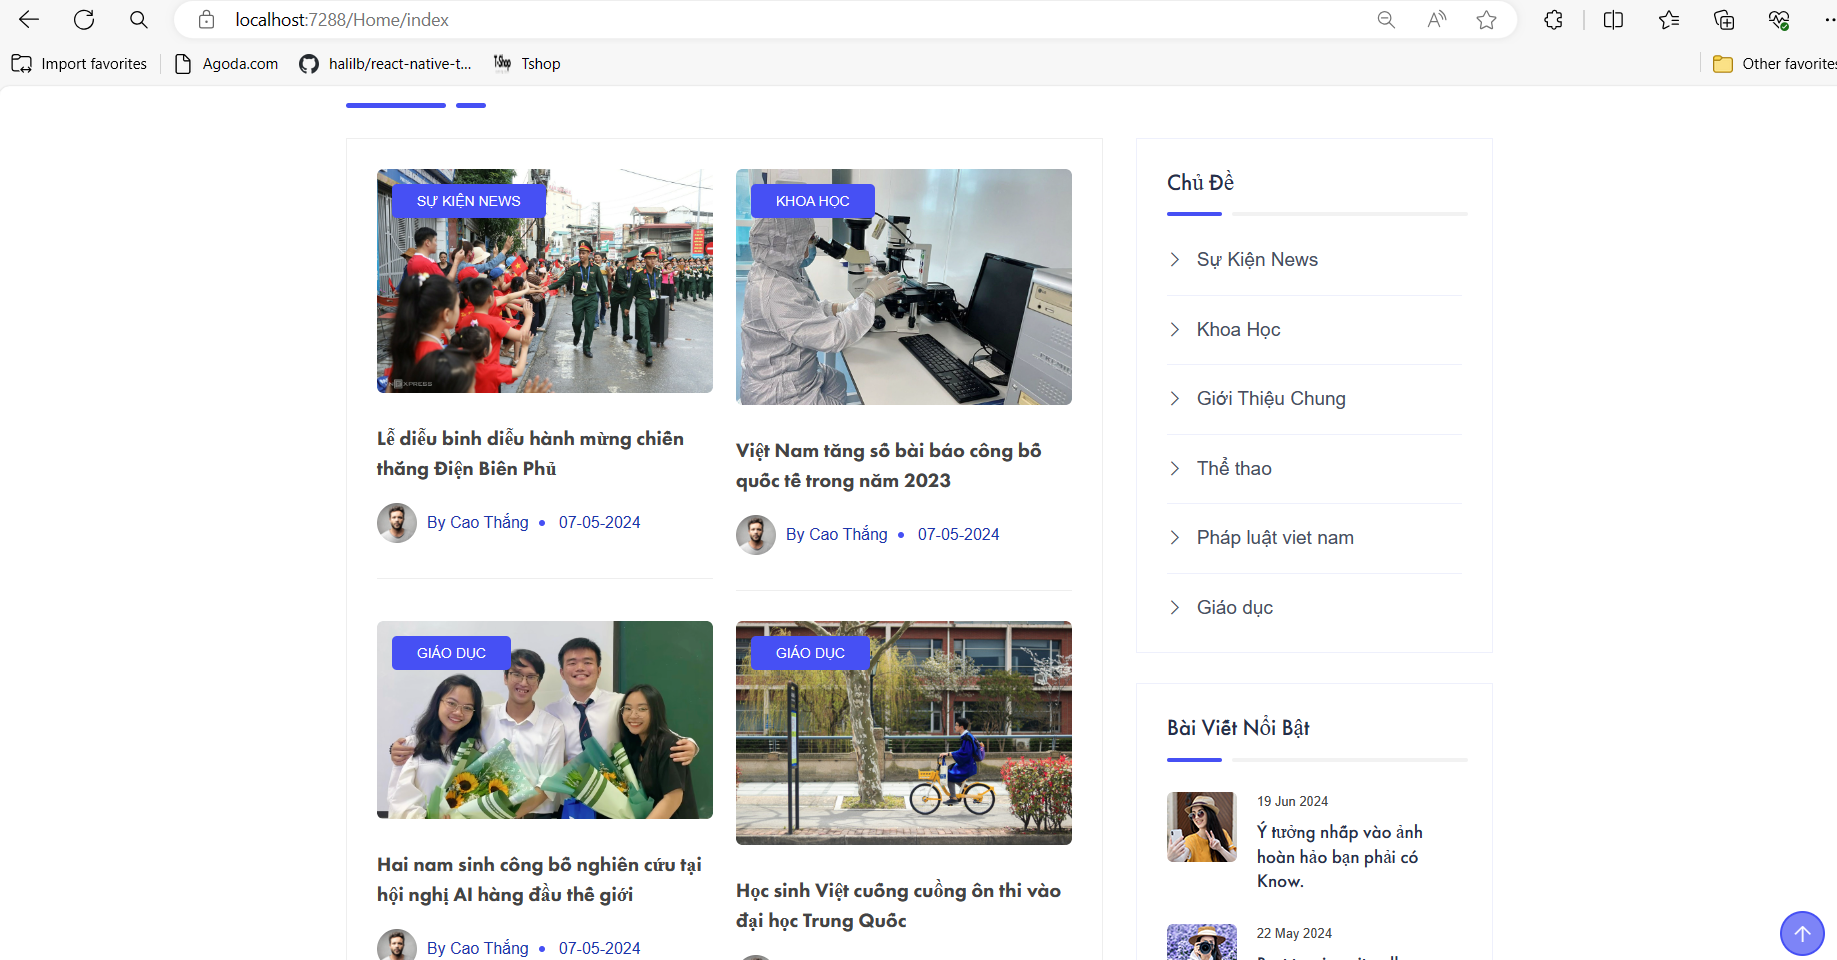 localhost:7288/Home/index
Import favorites
Agoda.com
halilb/react-native-t...
T-Shop
Tshop
Other favorites
SỰ KIỆN NEWS
Lễ diễu binh diễu hành mừng chiến
thắng Điện Biên Phủ
By Cao Thắng • 07-05-2024
KHOA HỌC
Việt Nam tăng số bài báo công bố
quốc tế trong năm 2023
By Cao Thắng • 07-05-2024
GIÁO DỤC
Hai nam sinh công bố nghiên cứu tại
hội nghị AI hàng đầu thế giới
By Cao Thắng • 07-05-2024
GIÁO DỤC
Học sinh Việt cuống cuồng ôn thi vào
đại học Trung Quốc
Chủ Đề
Sự Kiện News
Khoa Học
Giới Thiệu Chung
Thể thao
Pháp luật viet nam
Giáo dục
Bài Viết Nổi Bật
19 Jun 2024
Ý tưởng nhấp vào ảnh
hoàn hảo bạn phải có
Know.
22 May 2024